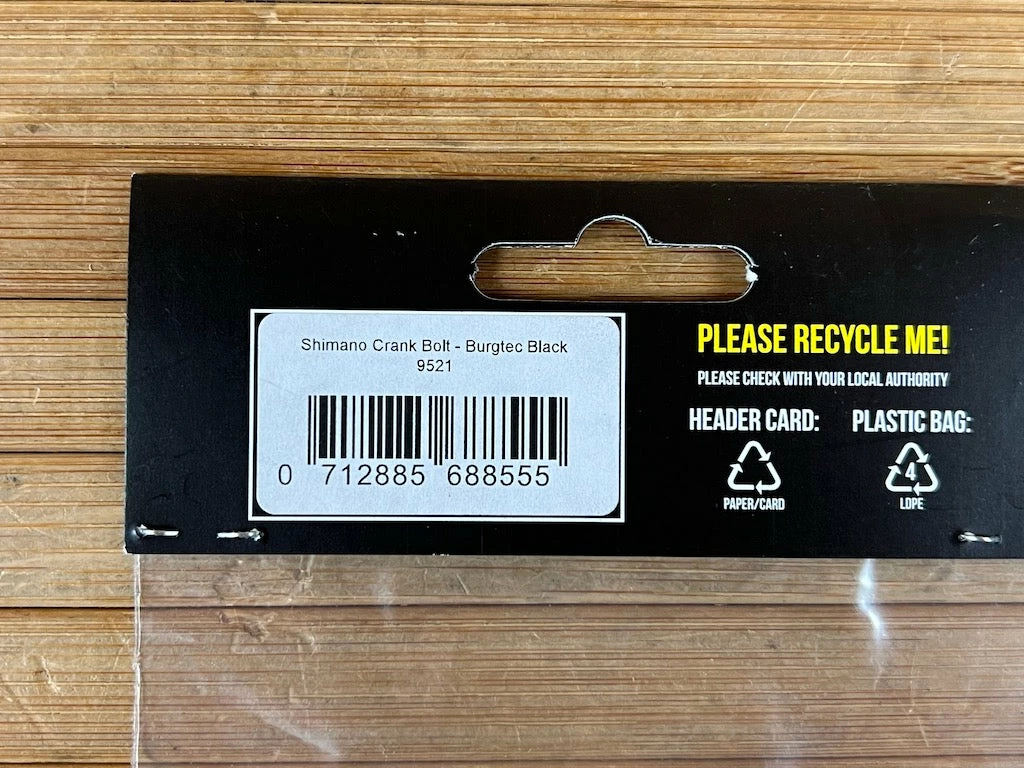 Shimano Crank Bolt - Burgtec Black
9521
0 712885 688555
PLEASE RECYCLE ME!
PLEASE CHECK WITH YOUR LOCAL AUTHORITY
HEADER CARD: PLASTIC BAG:
4
PAPER/CARD LDPE